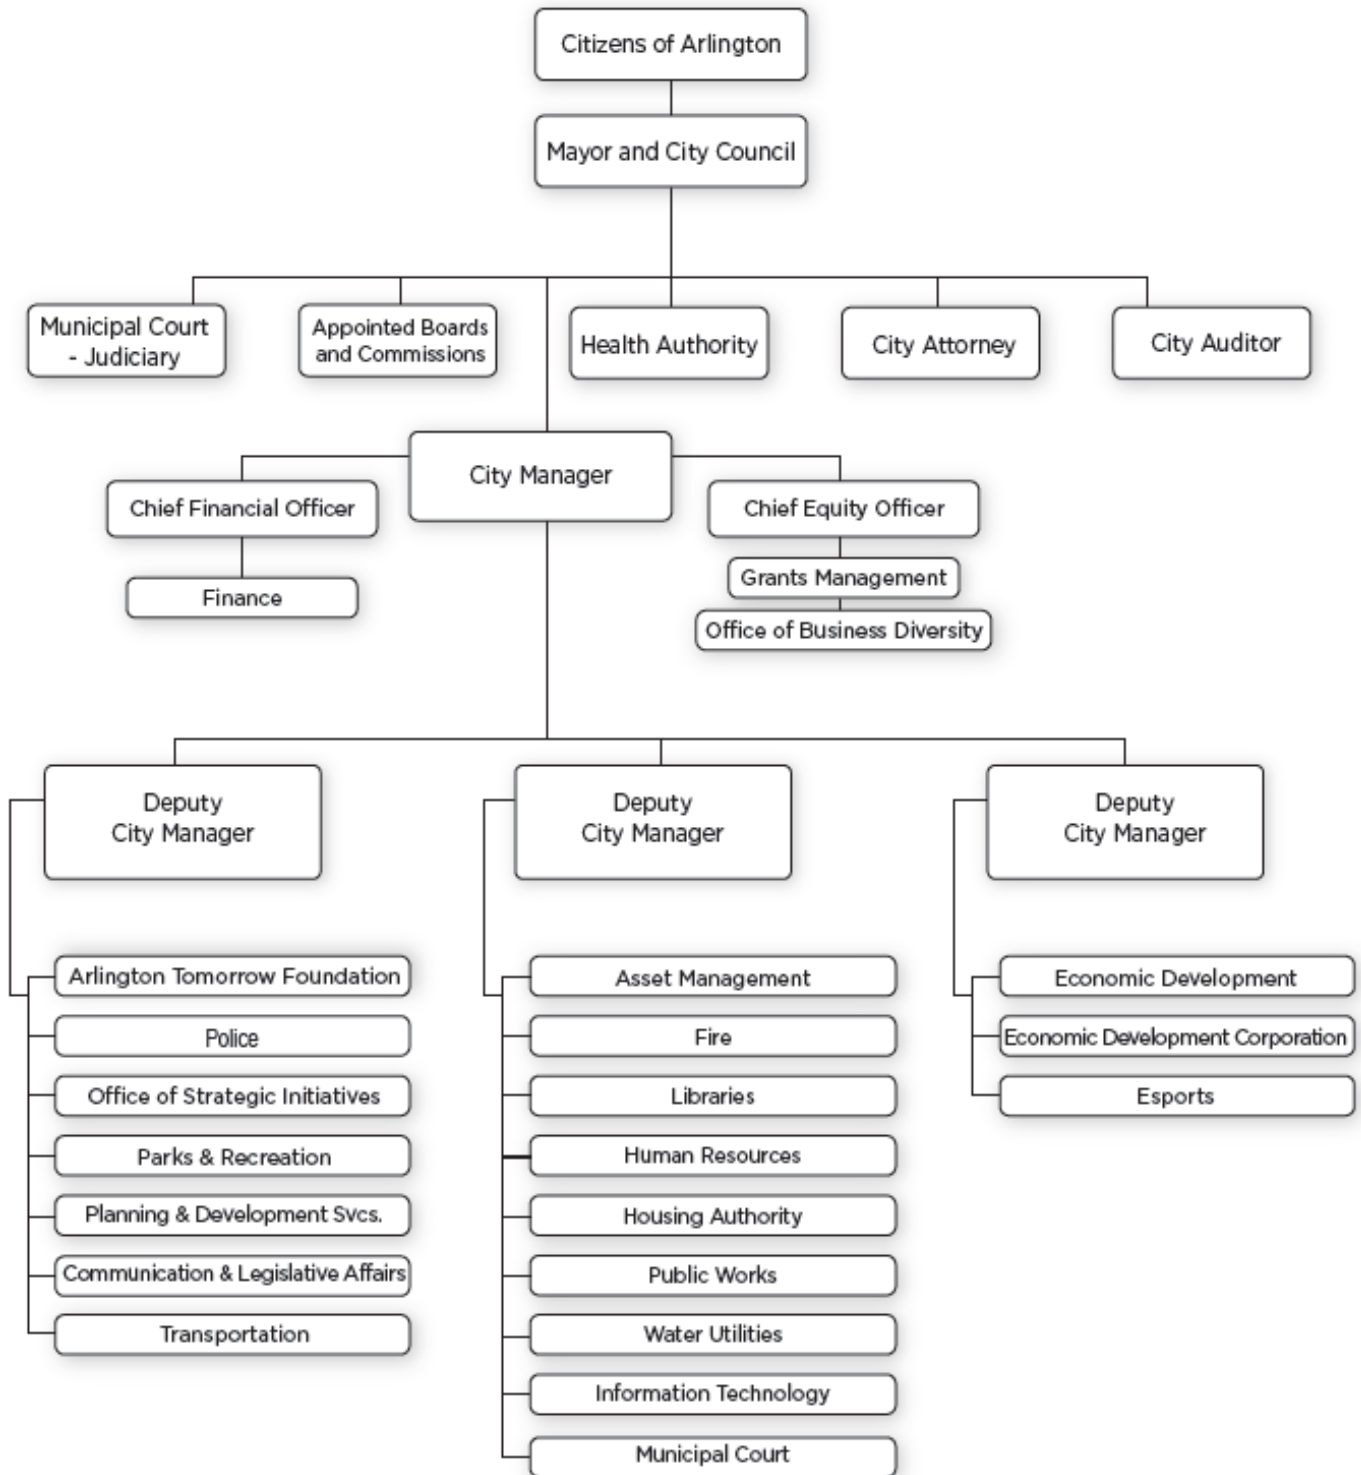 Citizens of Arlington
Mayor and City Council
Municipal Court
- Judiciary
Appointed Boards
and Commissions
Health Authority
City Attorney
City Auditor
City Manager
Chief Financial Officer
Finance
Chief Equity Officer
Grants Management
Office of Business Diversity
Deputy
City Manager
Arlington Tomorrow Foundation
Police
Office of Strategic Initiatives
Parks & Recreation
Planning & Development Svcs.
Communication & Legislative Affairs
Transportation
Deputy
City Manager
Asset Management
Fire
Libraries
Human Resources
Housing Authority
Public Works
Water Utilities
Information Technology
Municipal Court
Deputy
City Manager
Economic Development
Economic Development Corporation
Esports